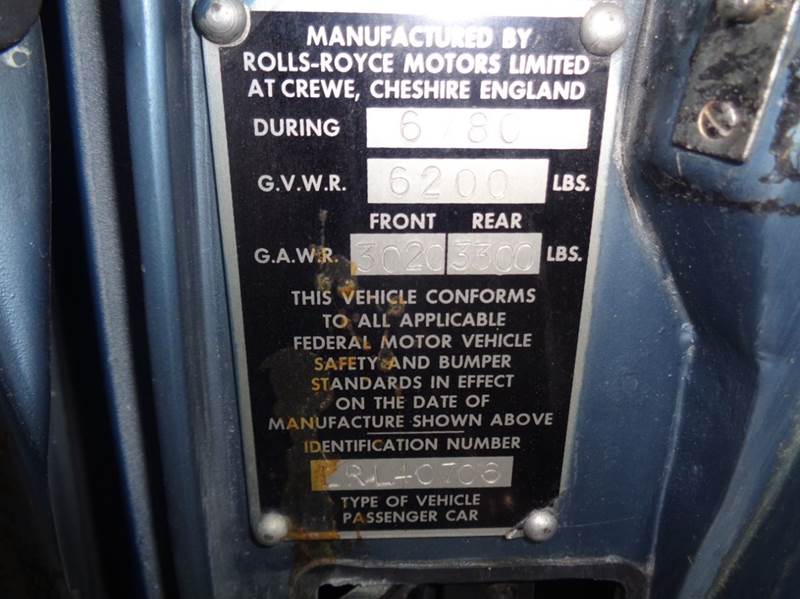 MANUFACTURED BY
ROLLS-ROYCE MOTORS LIMITED
AT CREWE, CHESHIRE ENGLAND
DURING 6/80
G.V.W.R. 6200 LBS.
FRONT REAR
G.A.W.R. 3020 3300 LBS.
THIS VEHICLE CONFORMS
TO ALL APPLICABLE
FEDERAL MOTOR VEHICLE
SAFETY AND BUMPER
STANDARDS IN EFFECT
ON THE DATE OF
MANUFACTURE SHOWN ABOVE
IDENTIFICATION NUMBER
TYPE OF VEHICLE
PASSENGER CAR